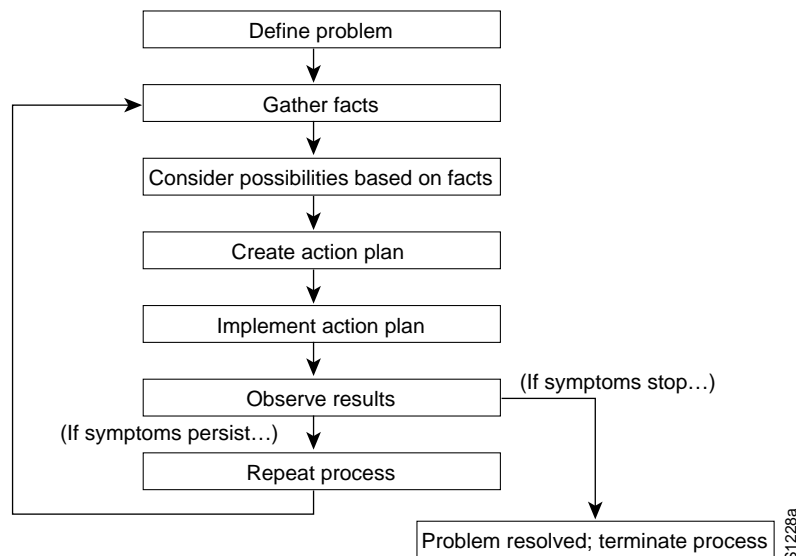 Define problem
Gather facts
Consider possibilities based on facts
Create action plan
Implement action plan
Observe results
(If symptoms stop…)
(If symptoms persist…)
Repeat process
Problem resolved; terminate process